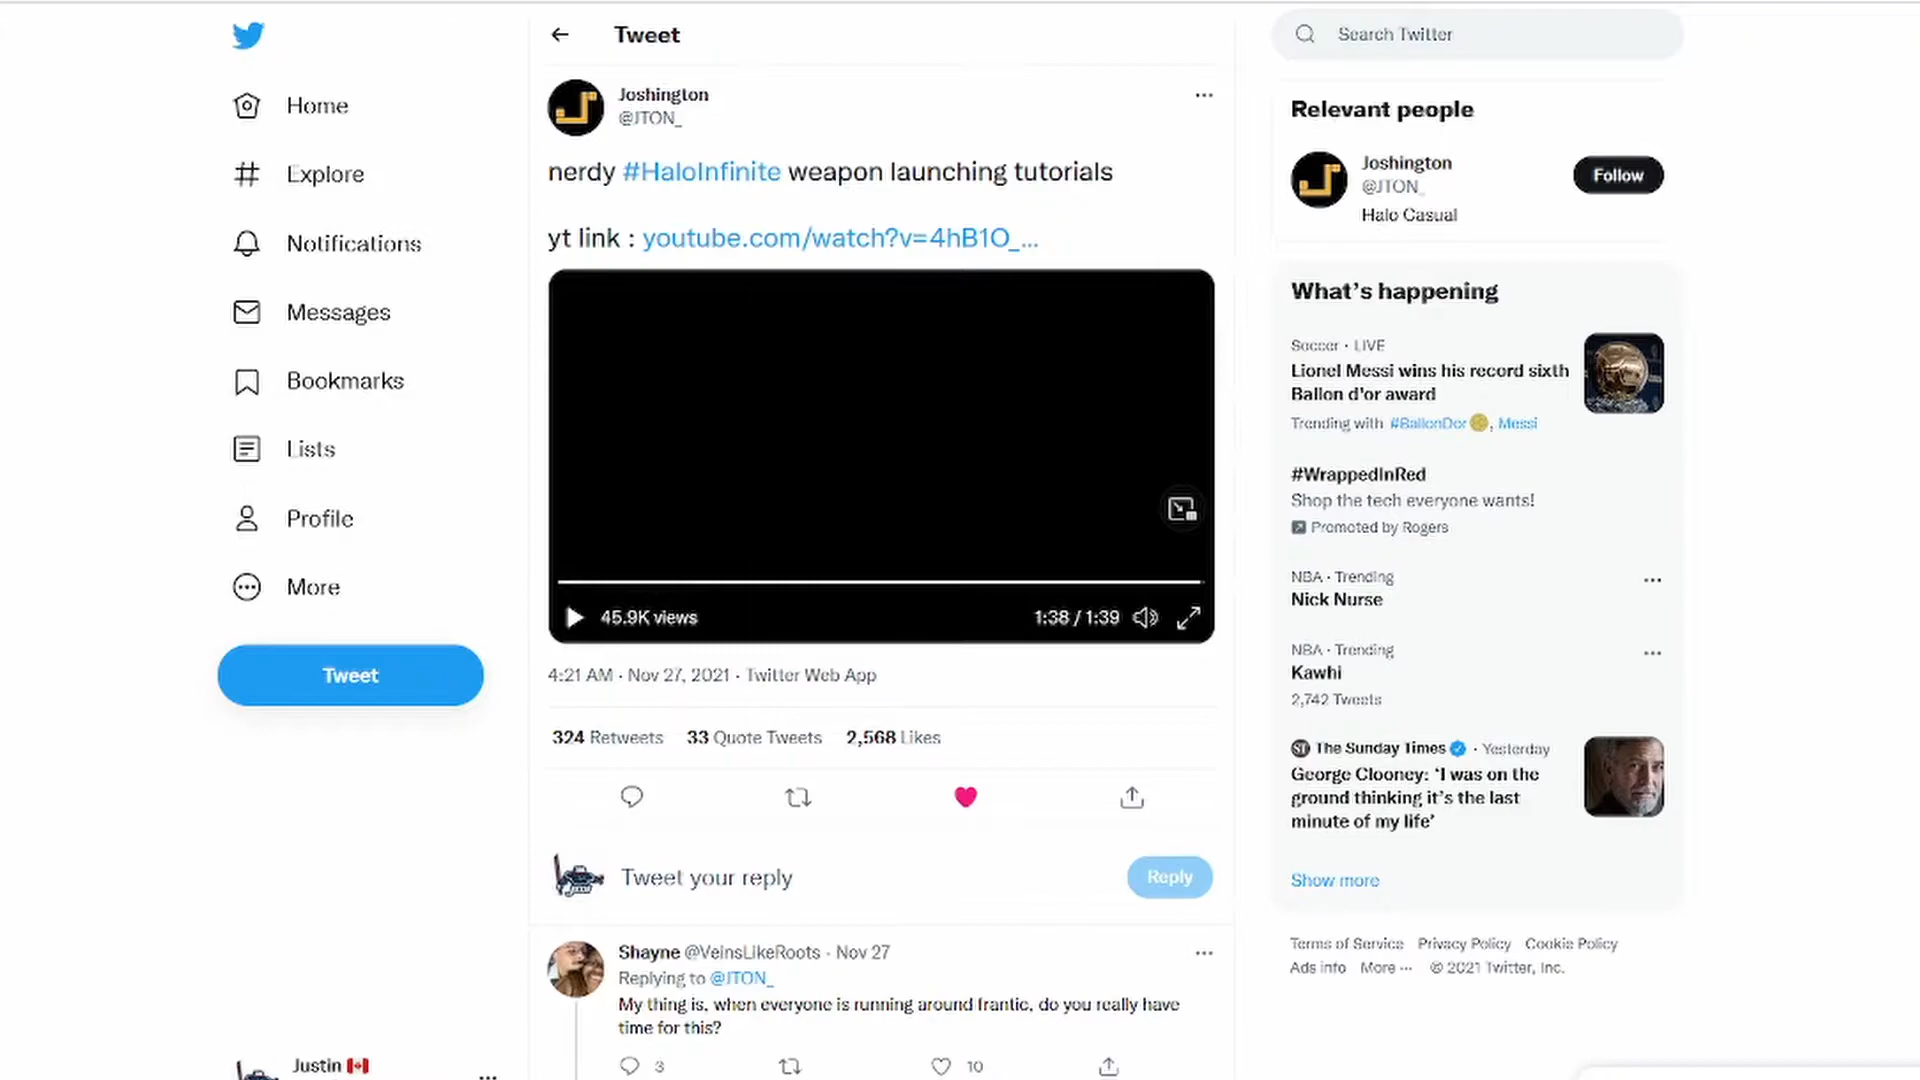 Tweet
Search Twitter
Home
Explore
Notifications
Messages
Bookmarks
Lists
Profile
More
Tweet
Joshington
@JTON_
nerdy #HaloInfinite weapon launching tutorials
yt link : youtube.com/watch?v=4hB1O_…
45.9K views
1:38 / 1:39
4:21 AM · Nov 27, 2021 · Twitter Web App
324 Retweets 33 Quote Tweets 2,568 Likes
Tweet your reply
Reply
Shayne @VeinsLikeRoots · Nov 27
Replying to @JTON_
My thing is, when everyone is running around frantic, do you really have
time for this?
3
10
Justin
Relevant people
Joshington
@JTON_
Follow
Halo Casual
What's happening
Soccer · LIVE
Lionel Messi wins his record sixth
Ballon d'or award
Trending with #BallonDor, Messi
#WrappedInRed
Shop the tech everyone wants!
Promoted by Rogers
NBA · Trending
Nick Nurse
NBA · Trending
Kawhi
2,742 Tweets
ST The Sunday Times · Yesterday
George Clooney: 'I was on the
ground thinking it's the last
minute of my life'
Show more
Terms of Service Privacy Policy Cookie Policy
Ads info More ··· © 2021 Twitter, Inc.